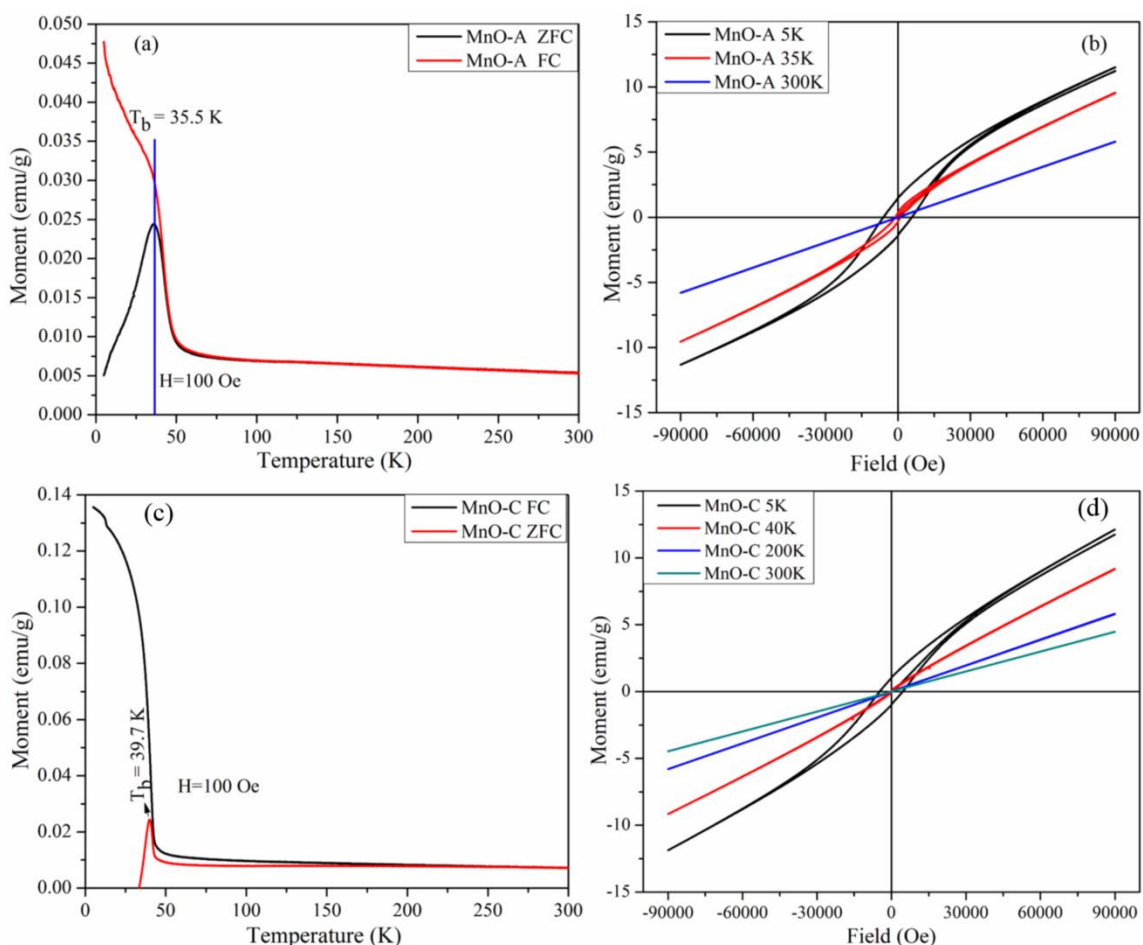 (a)
MnO-A ZFC
MnO-A FC
T_b = 35.5 K
H=100 Oe
0.050
0.045
0.040
0.035
0.030
0.025
0.020
0.015
0.010
0.005
0.000
Moment (emu/g)
0 50 100 150 200 250 300
Temperature (K)
(b)
MnO-A 5K
MnO-A 35K
MnO-A 300K
15
10
5
0
-5
-10
-15
Moment (emu/g)
-90000 -60000 -30000 0 30000 60000 90000
Field (Oe)
(c)
MnO-C FC
MnO-C ZFC
T_b = 39.7 K
H=100 Oe
0.14
0.12
0.10
0.08
0.06
0.04
0.02
0.00
Moment (emu/g)
0 50 100 150 200 250 300
Temperature (K)
(d)
MnO-C 5K
MnO-C 40K
MnO-C 200K
MnO-C 300K
15
10
5
0
-5
-10
-15
Moment (emu/g)
-90000 -60000 -30000 0 30000 60000 90000
Field (Oe)